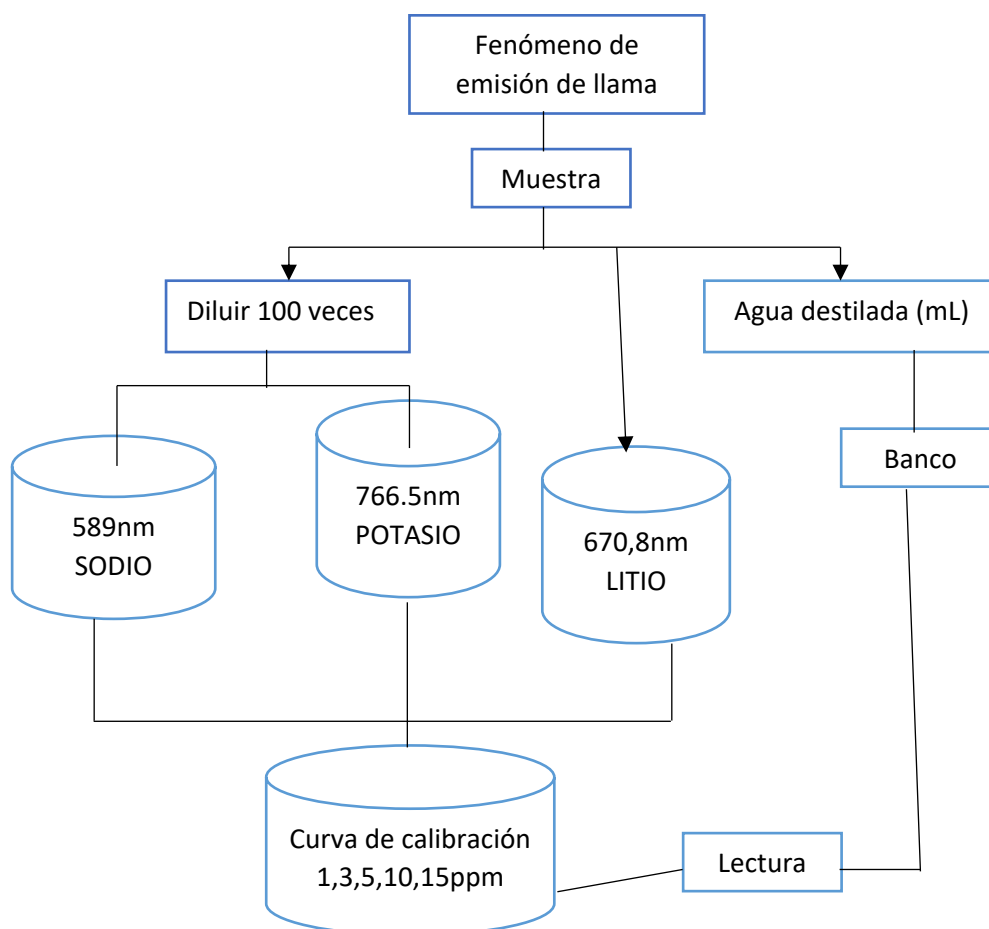 Fenómeno de
emisión de llama
Muestra
Diluir 100 veces
Agua destilada (mL)
Banco
589nm
SODIO
766.5nm
POTASIO
670,8nm
LITIO
Curva de calibración
1,3,5,10,15ppm
Lectura